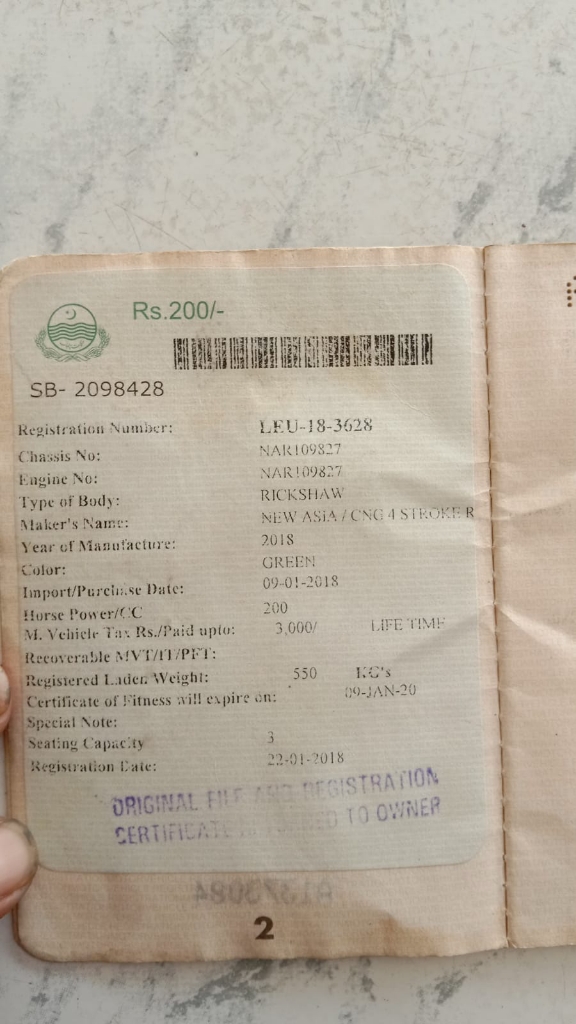 Rs.200/-
SB- 2098428
Registration Number: LEU-18-3628
Chassis No: NAR109827
Engine No: NAR109827
Type of Body: RICKSHAW
Maker's Name: NEW ASIA / CNG 4 STROKE R
Year of Manufacture: 2018
Color: GREEN
Import/Purchase Date: 09-01-2018
Horse Power/CC 200
M. Vehicle Tax Rs./Paid upto: 3,000/ LIFE TIME
Recoverable MVT/IT/PFT:
Registered Laden Weight: 550 KG's
Certificate of Fitness will expire on: 09-JAN-20
Special Note:
Seating Capacity 3
Registration Date: 22-01-2018
ORIGINAL FILE AND REGISTRATION
CERTIFICATE TO OWNER
2